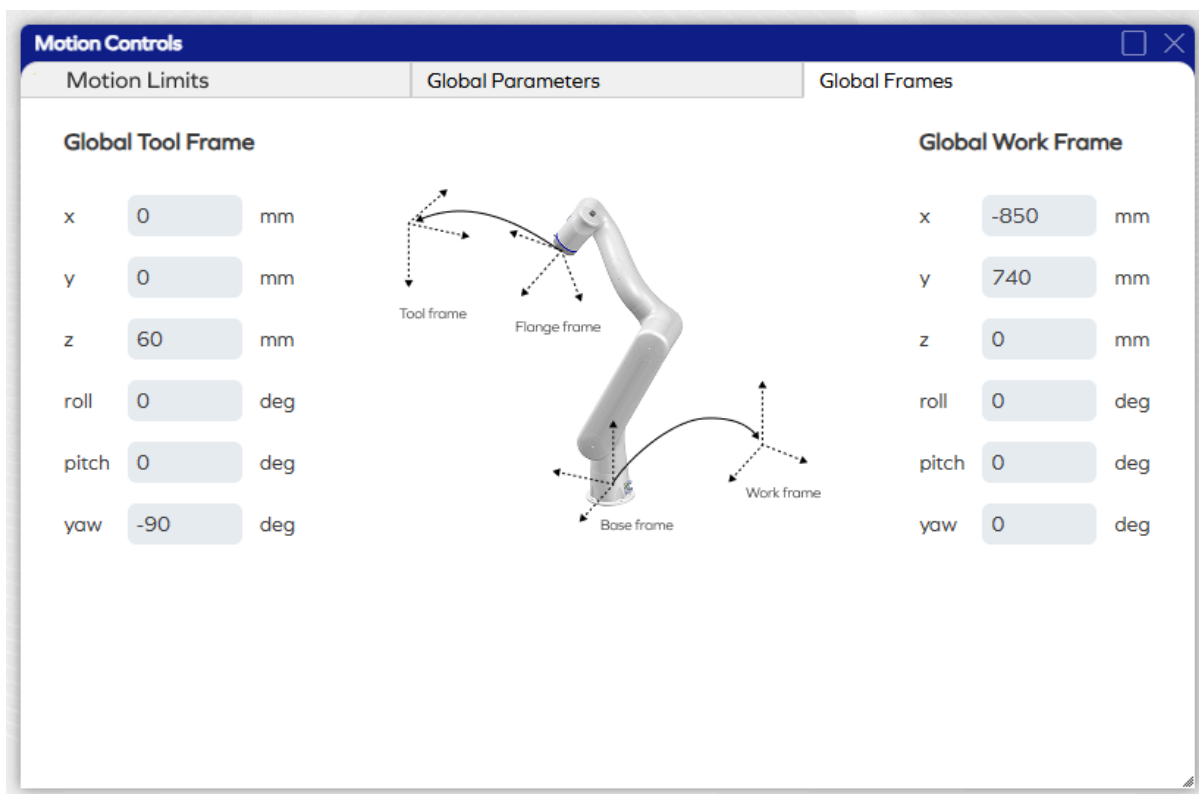 Motion Controls
Motion Limits
Global Parameters
Global Frames
Global Tool Frame
x 0 mm
y 0 mm
z 60 mm
roll 0 deg
pitch 0 deg
yaw -90 deg
Tool frame
Flange frame
Work frame
Base frame
Global Work Frame
x -850 mm
y 740 mm
z 0 mm
roll 0 deg
pitch 0 deg
yaw 0 deg